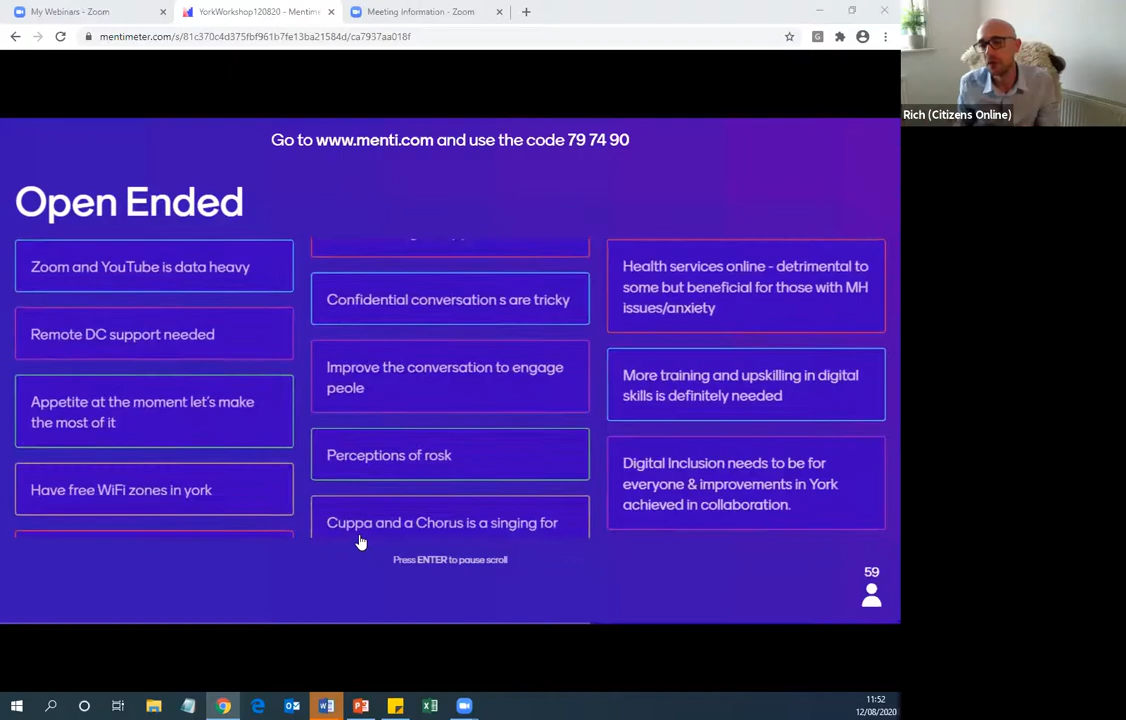 My Webinars - Zoom
YorkWorkshop120820 - Mentime
Meeting Information - Zoom
mentimeter.com/s/81c370c4d375fbf961b7fe13ba21584d/ca7937aa018f
Rich (Citizens Online)
Go to www.menti.com and use the code 79 74 90
Open Ended
Zoom and YouTube is data heavy
Remote DC support needed
Appetite at the moment let's make
the most of it
Have free WiFi zones in york
Confidential conversation s are tricky
Improve the conversation to engage
peole
Perceptions of rosk
Cuppa and a Chorus is a singing for
Health services online - detrimental to
some but beneficial for those with MH
issues/anxiety
More training and upskilling in digital
skills is definitely needed
Digital Inclusion needs to be for
everyone & improvements in York
achieved in collaboration.
Press ENTER to pause scroll
59
11:52
12/08/2020